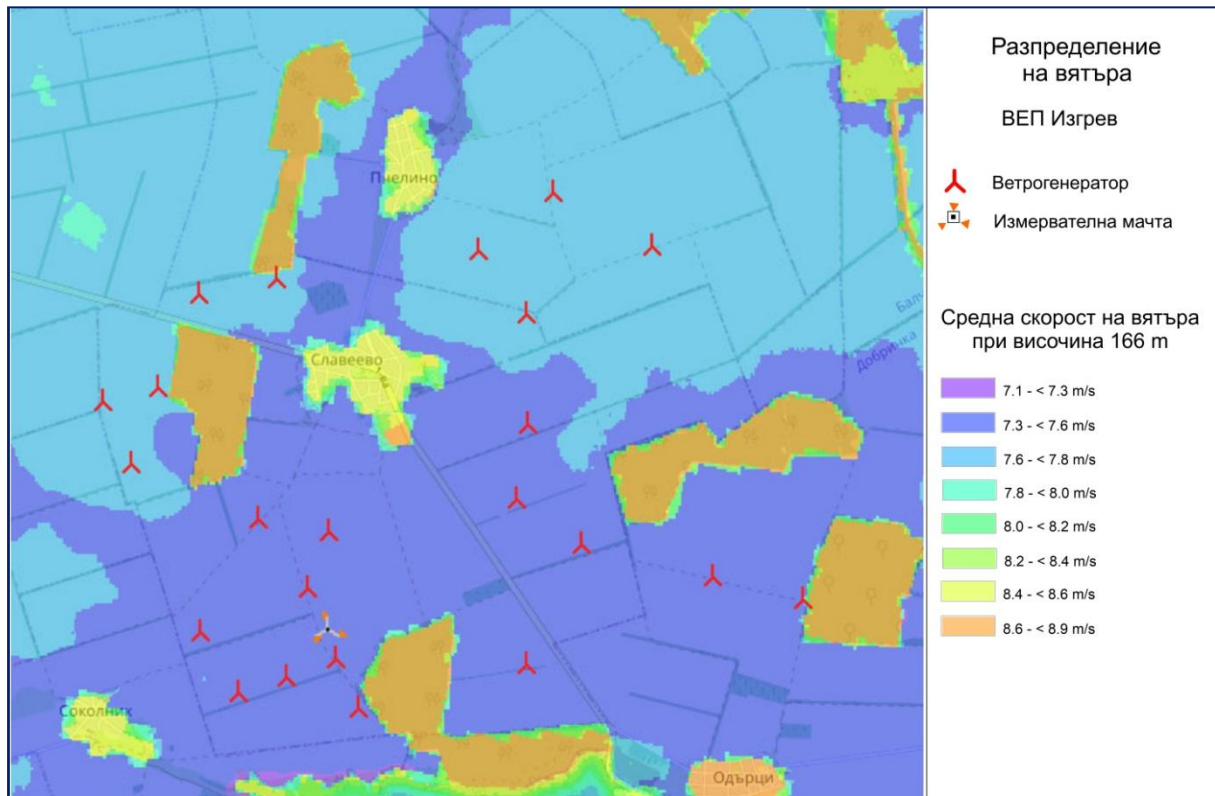 Пчелино
Славеево
Балч
Добричка
Соколник
Одърци
Разпределение
на вятъра
ВЕП Изгрев
Ветрогенератор
Измервателна мачта
Средна скорост на вятъра
при височина 166 m
7.1 - < 7.3 m/s
7.3 - < 7.6 m/s
7.6 - < 7.8 m/s
7.8 - < 8.0 m/s
8.0 - < 8.2 m/s
8.2 - < 8.4 m/s
8.4 - < 8.6 m/s
8.6 - < 8.9 m/s